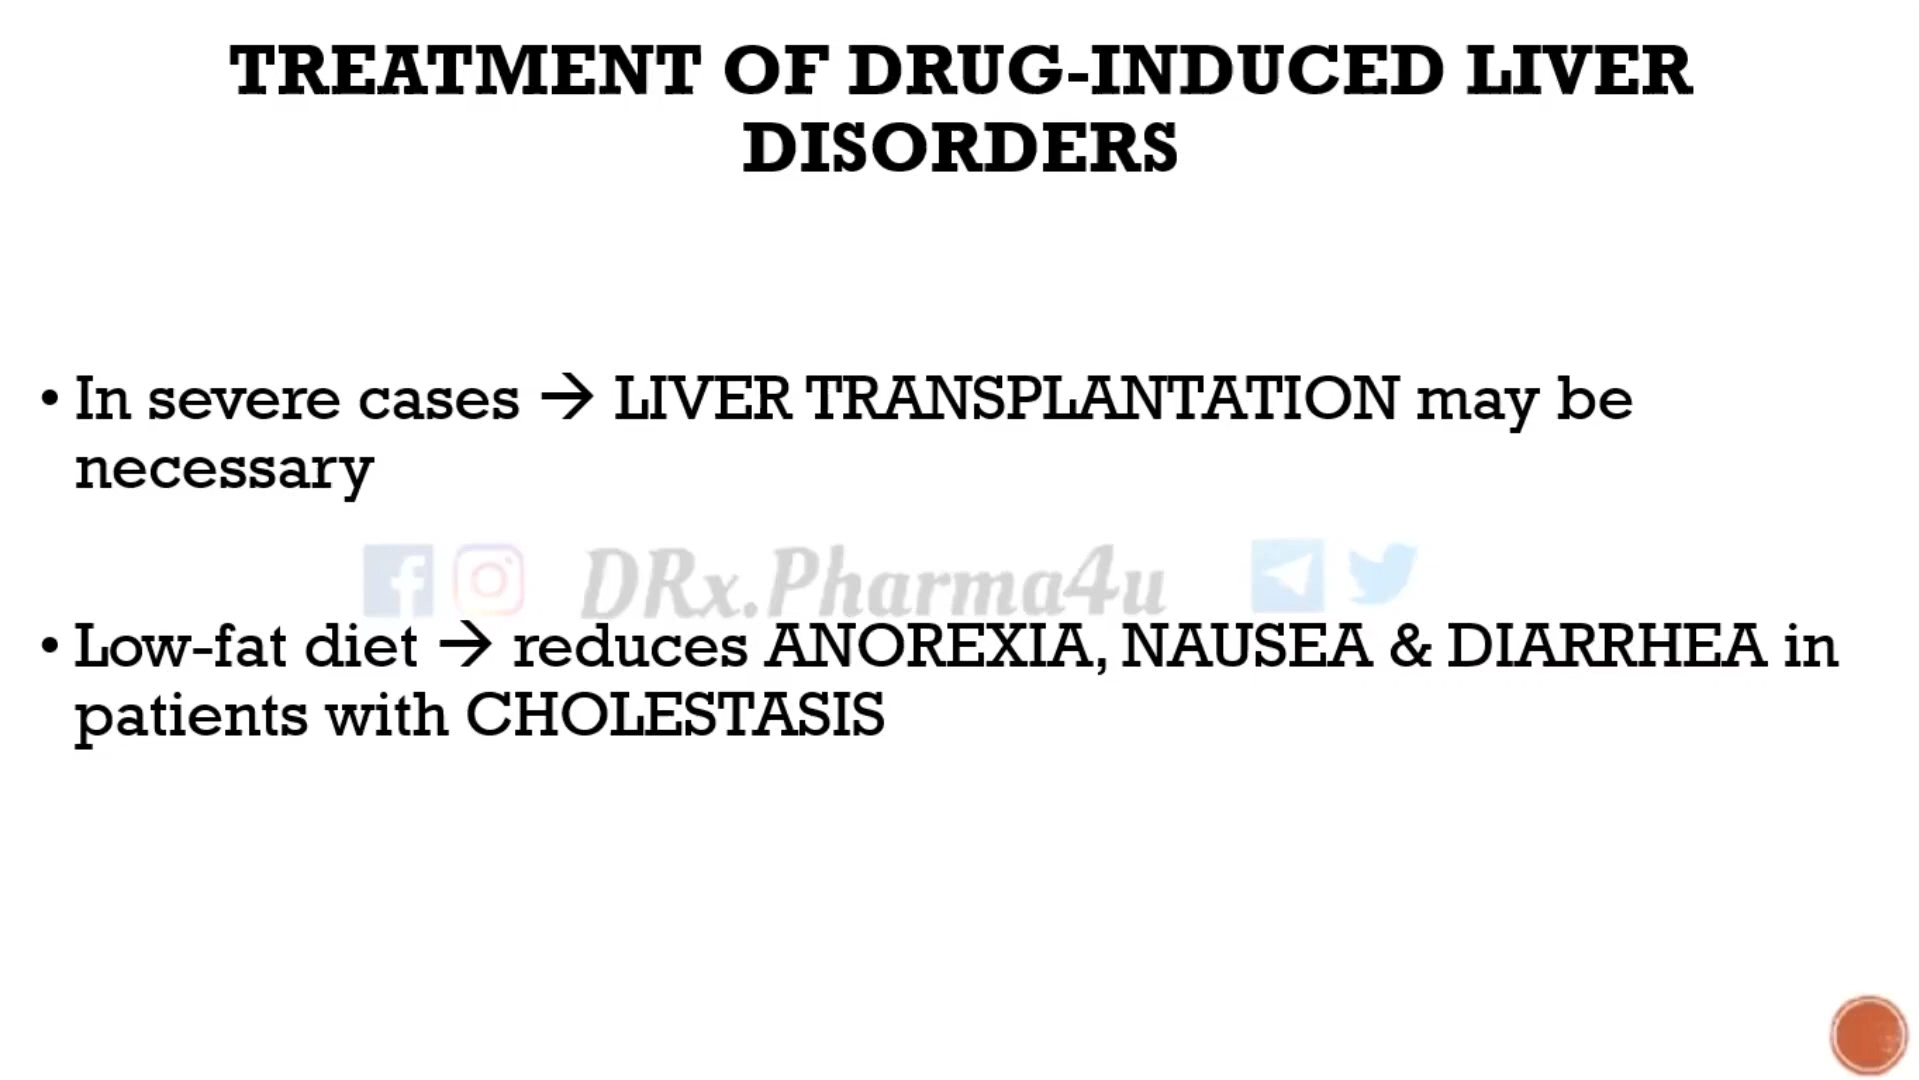 TREATMENT OF DRUG-INDUCED LIVER
DISORDERS
• In severe cases → LIVER TRANSPLANTATION may be
necessary
DRx.Pharma4u
• Low-fat diet → reduces ANOREXIA, NAUSEA & DIARRHEA in
patients with CHOLESTASIS